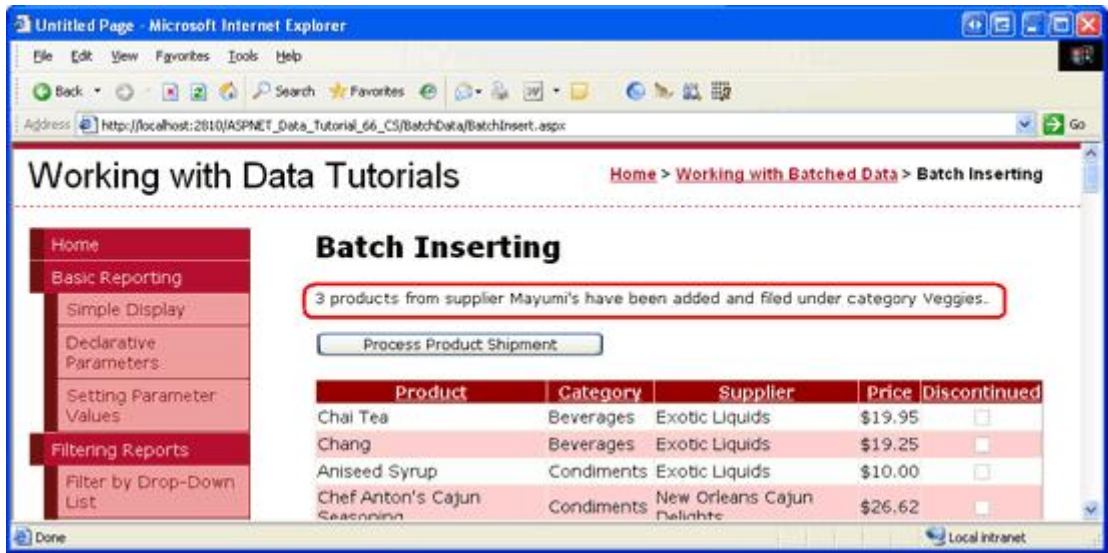 Untitled Page - Microsoft Internet Explorer
File Edit View Favorites Tools Help
Back Search Favorites
Address http://localhost:2810/ASPNET_Data_Tutorial_66_CS/BatchData/BatchInsert.aspx Go
Working with Data Tutorials
Home > Working with Batched Data > Batch Inserting
Home
Basic Reporting
Simple Display
Declarative
Parameters
Setting Parameter
Values
Filtering Reports
Filter by Drop-Down
List
Batch Inserting
3 products from supplier Mayumi's have been added and filed under category Veggies.
Process Product Shipment
Product Category Supplier Price Discontinued
Chai Tea Beverages Exotic Liquids $19.95
Chang Beverages Exotic Liquids $19.25
Aniseed Syrup Condiments Exotic Liquids $10.00
Chef Anton's Cajun
Seasoning Condiments New Orleans Cajun
Delights $26.62
Done Local intranet